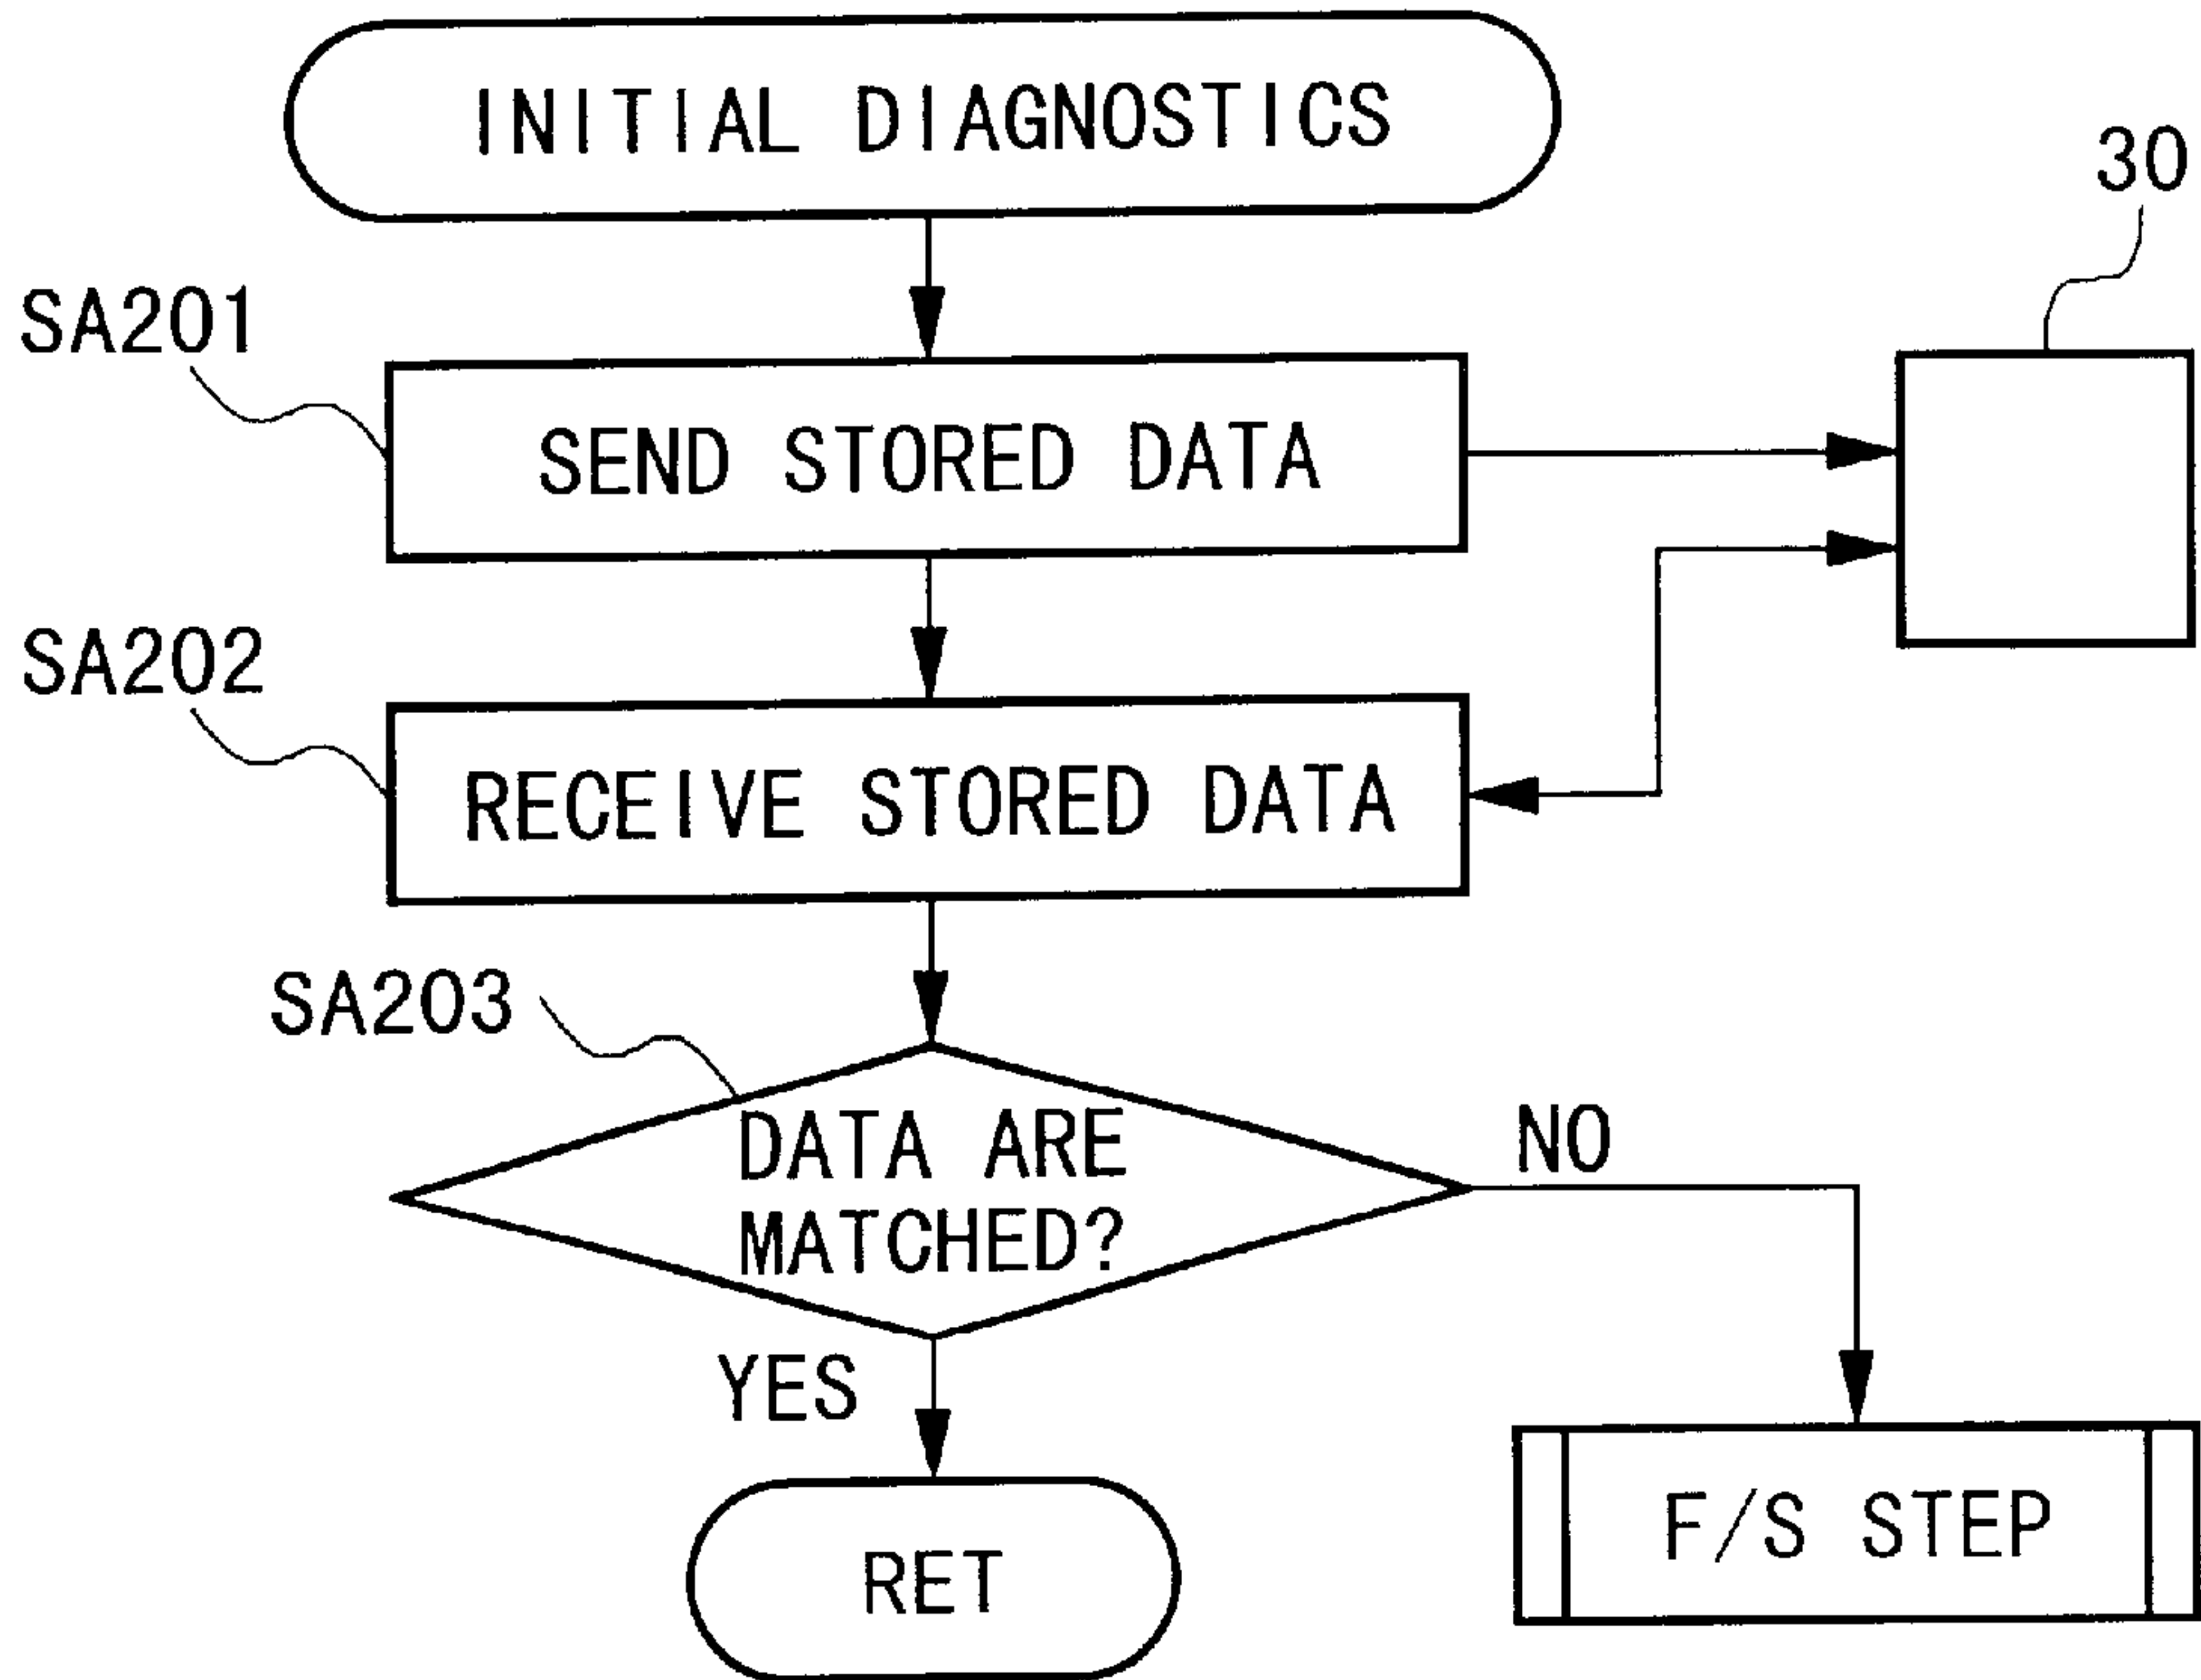 INITIAL DIAGNOSTICS
30
SA201
SEND STORED DATA
SA202
RECEIVE STORED DATA
SA203
DATA ARE
MATCHED?
NO
YES
F/S STEP
RET